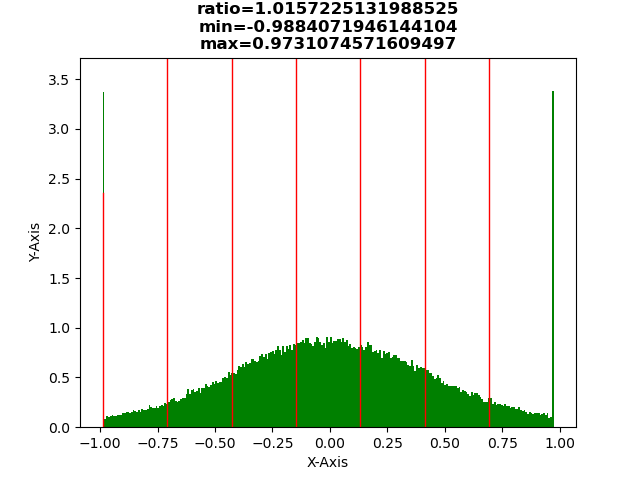 ratio=1.0157225131988525
min=-0.9884071946144104
max=0.9731074571609497
3.5
3.0
2.5
2.0
1.5
1.0
0.5
0.0
Y-Axis
−1.00 −0.75 −0.50 −0.25 0.00 0.25 0.50 0.75 1.00
X-Axis